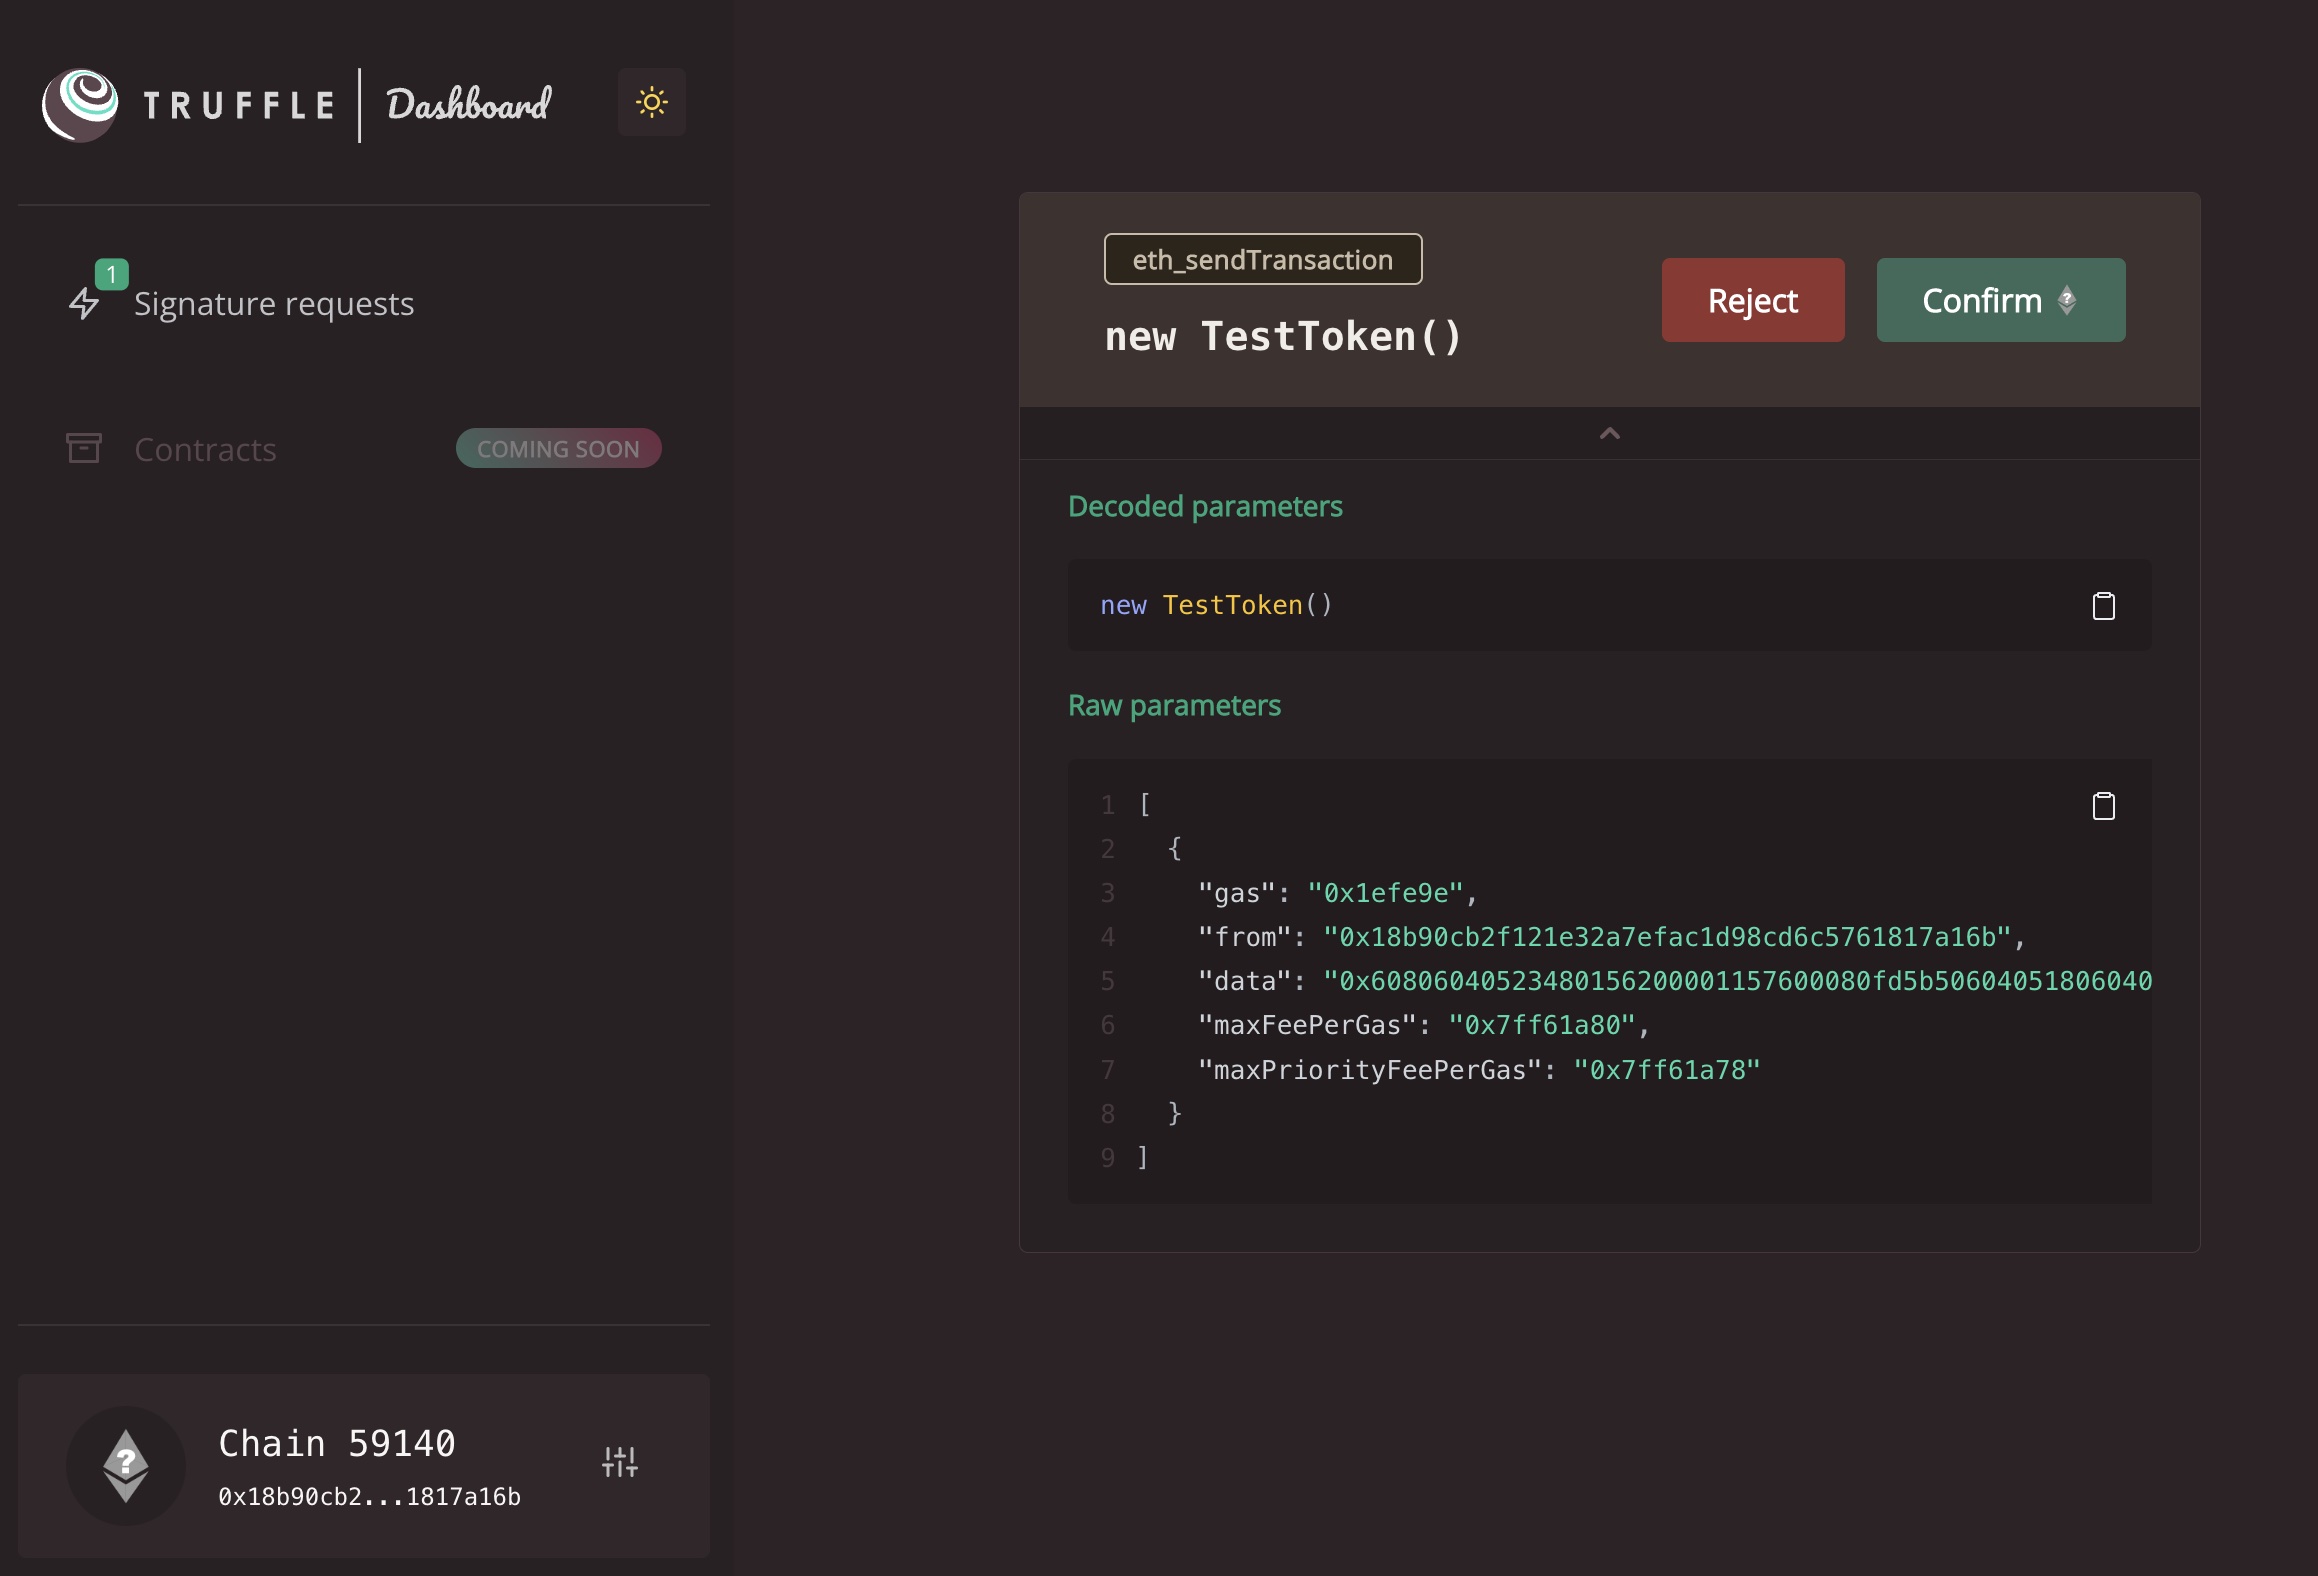 TRUFFLE | Dashboard
1
Signature requests
Contracts COMING SOON
Chain 59140
0x18b90cb2...1817a16b
eth_sendTransaction
new TestToken()
Reject
Confirm
Decoded parameters
new TestToken()
Raw parameters
1 [
2 {
3 "gas": "0x1efe9e",
4 "from": "0x18b90cb2f121e32a7efac1d98cd6c5761817a16b",
5 "data": "0x60806040523480156200001157600080fd5b50604051806040
6 "maxFeePerGas": "0x7ff61a80",
7 "maxPriorityFeePerGas": "0x7ff61a78"
8 }
9 ]